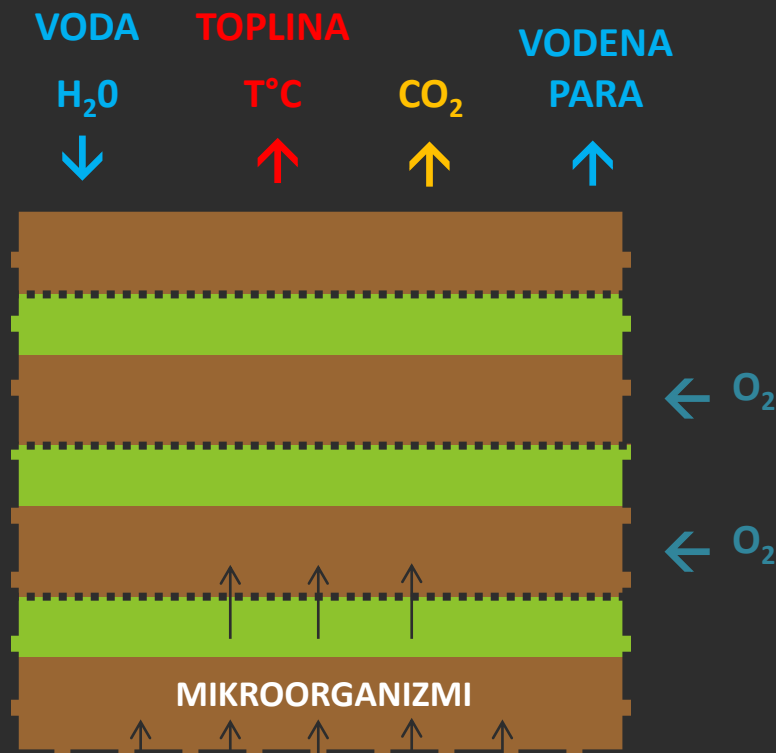 VODA
H₂0
TOPLINA
T°C
CO₂
VODENA
PARA
O₂
O₂
MIKROORGANIZMI